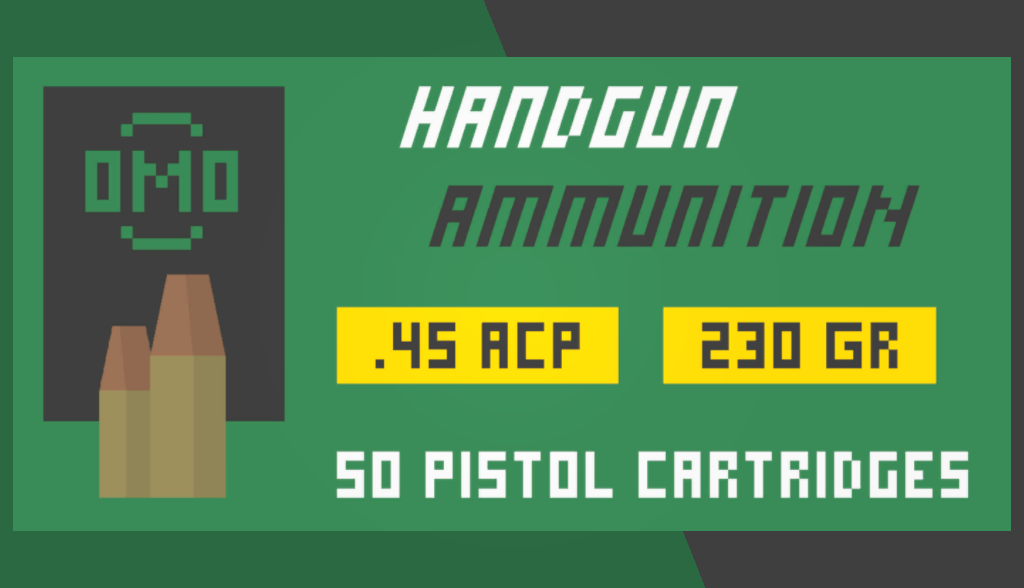 OMO
HANDGUN
AMMUNITION
.45 ACP 230 GR
50 PISTOL CARTRIDGES